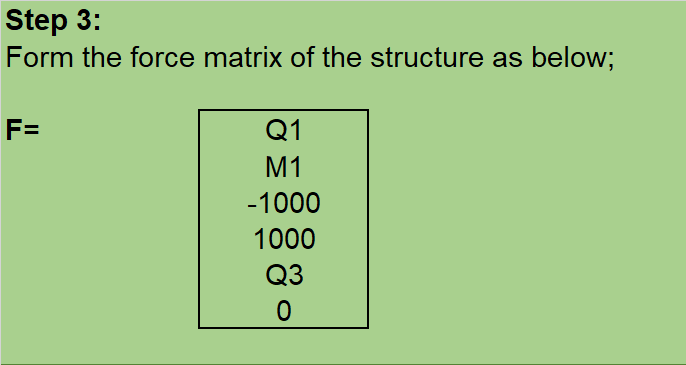 Step 3:
Form the force matrix of the structure as below;
F=
Q1
M1
-1000
1000
Q3
0